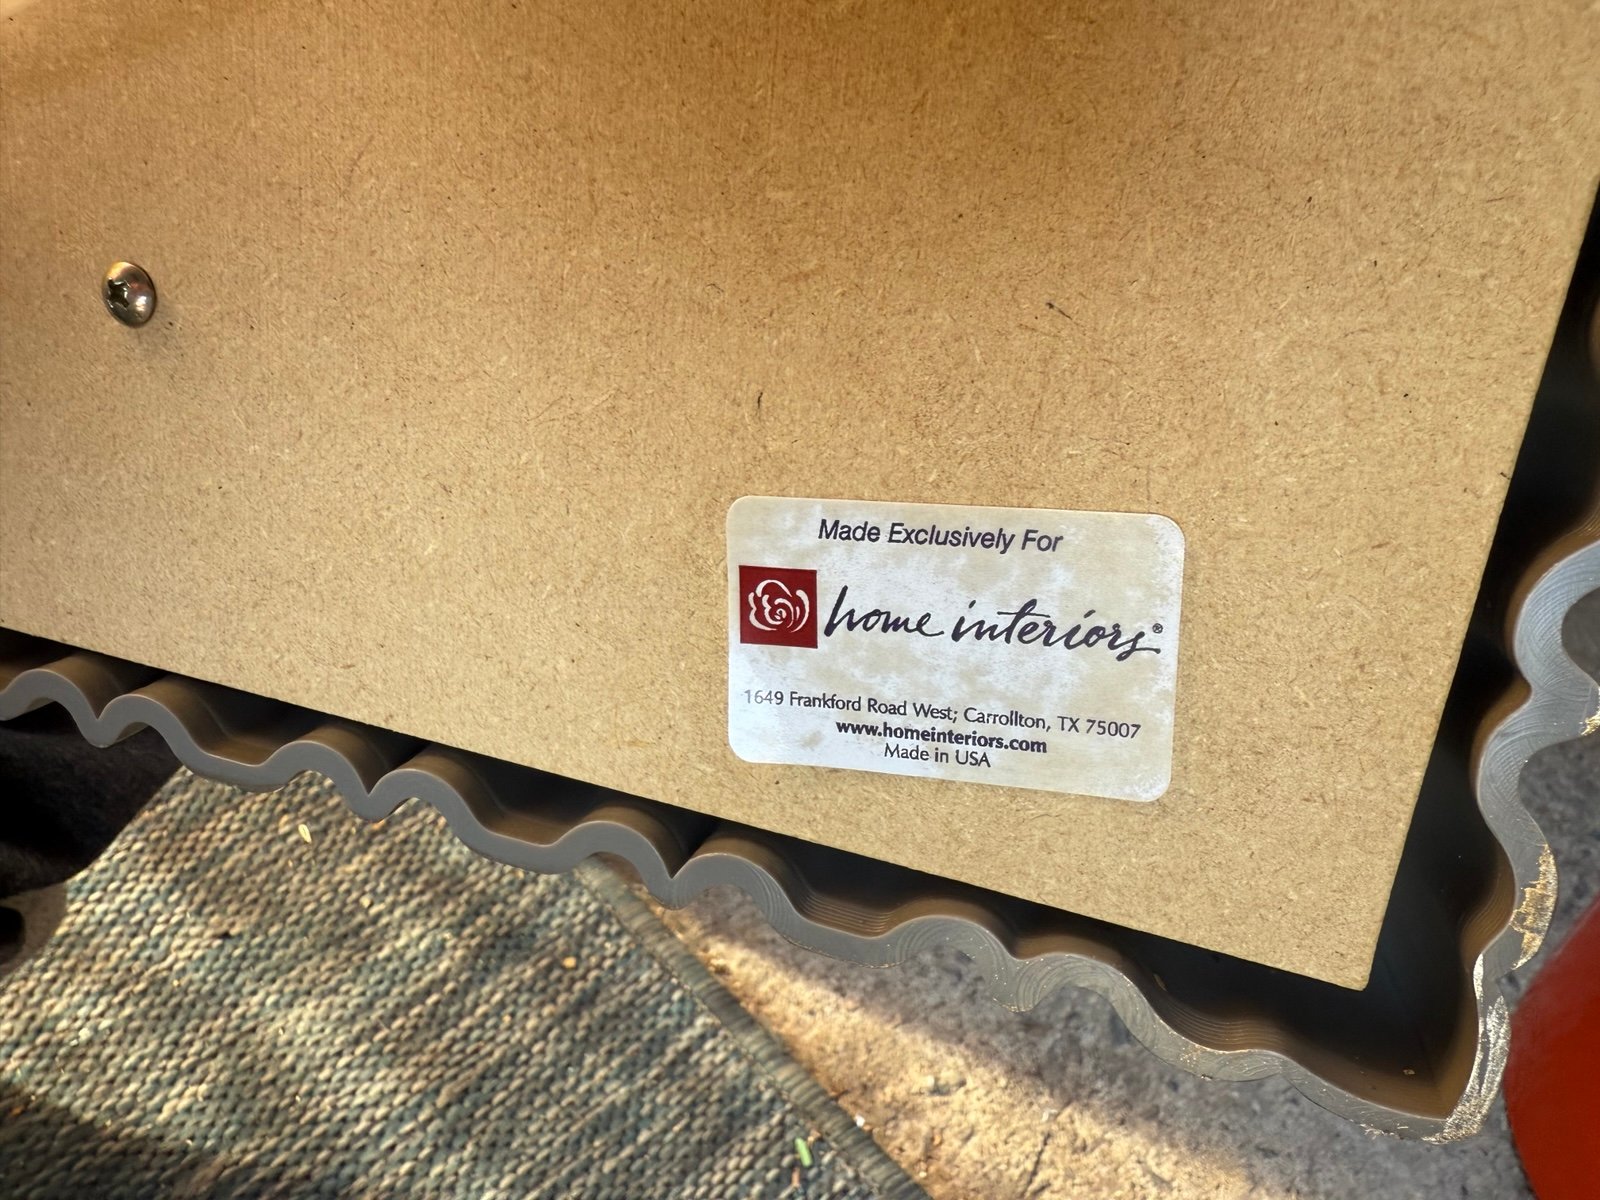 Made Exclusively For
home interiors®
1649 Frankford Road West; Carrollton, TX 75007
www.homeinteriors.com
Made in USA